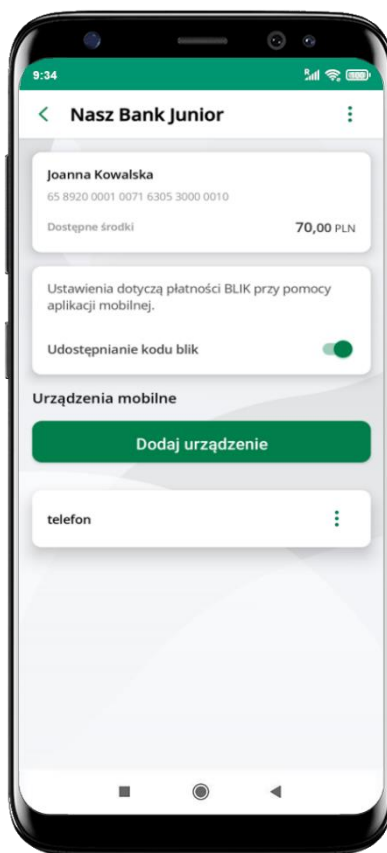 9:34
Nasz Bank Junior
Joanna Kowalska
65 8920 0001 0071 6305 3000 0010
Dostępne środki 70,00 PLN
Ustawienia dotyczą płatności BLIK przy pomocy
aplikacji mobilnej.
Udostępnianie kodu blik
Urządzenia mobilne
Dodaj urządzenie
telefon